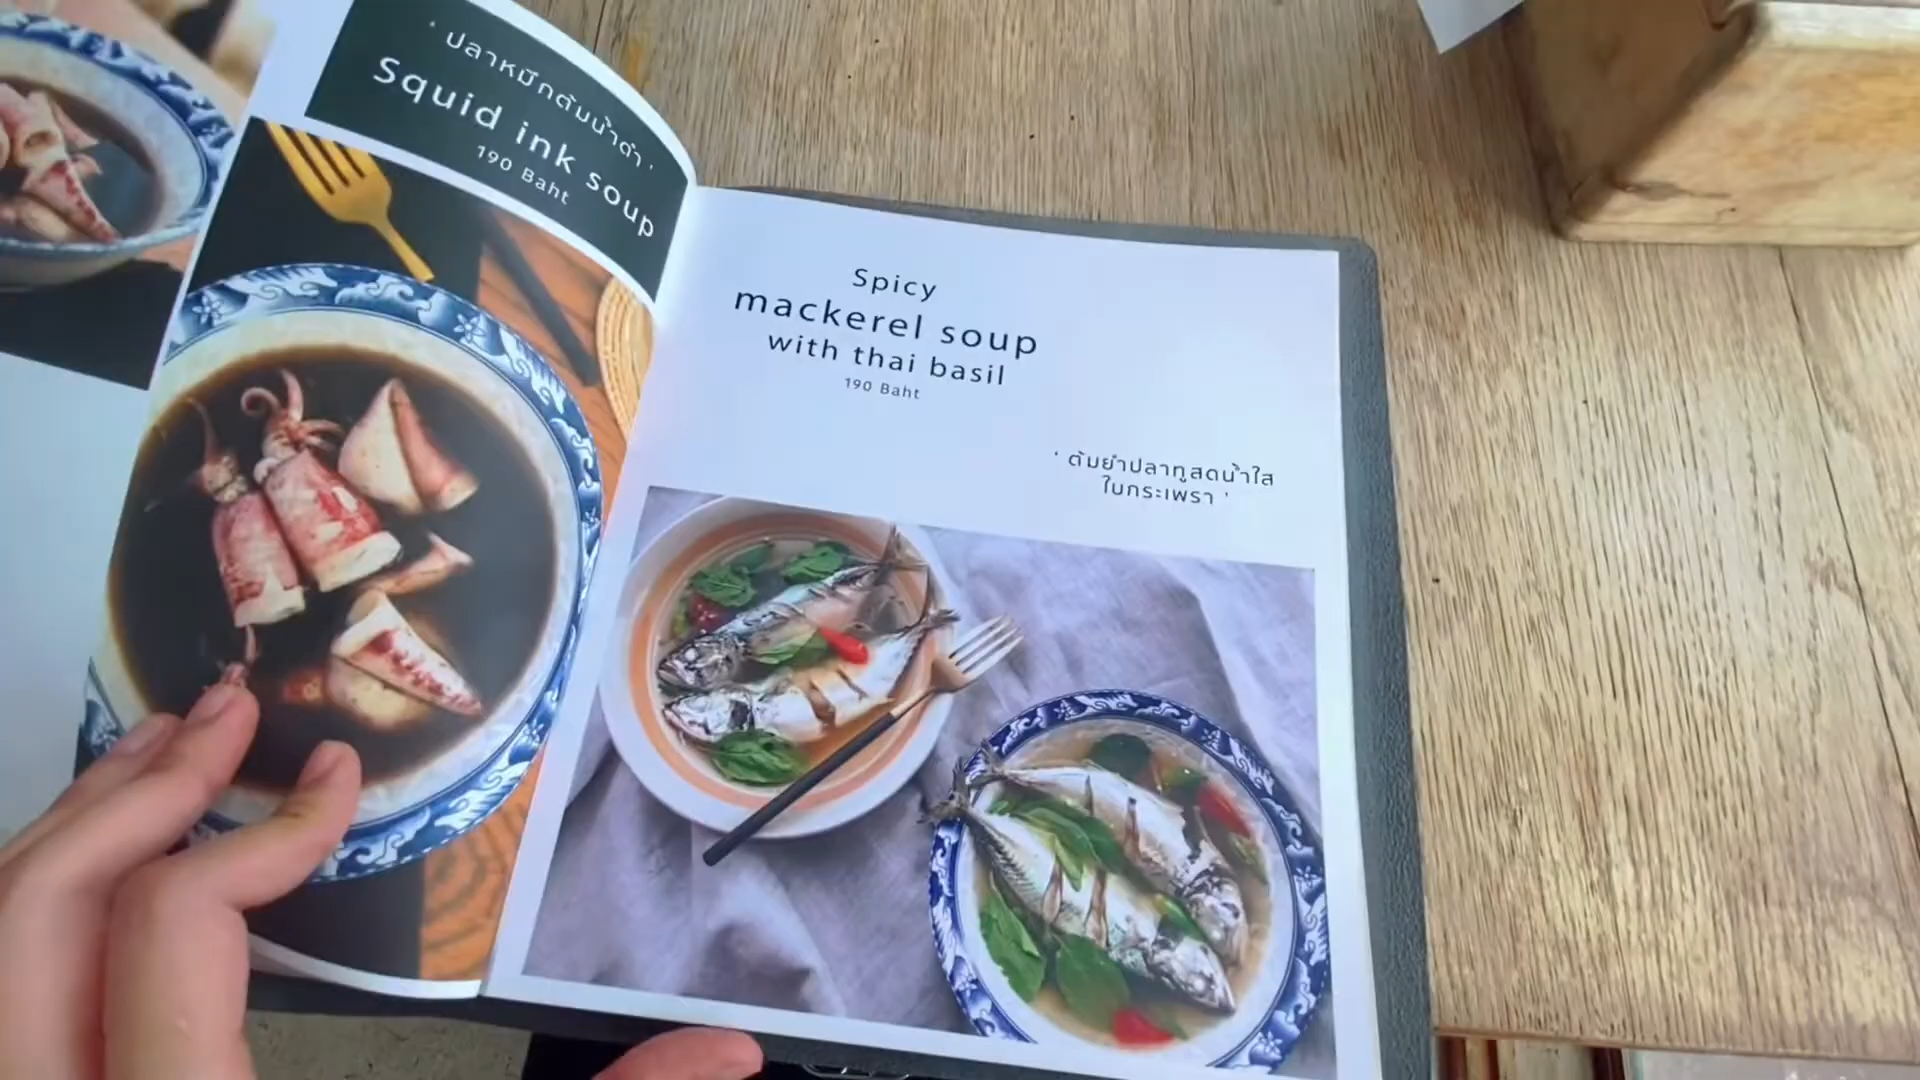 ' ปลาหมึกต้มน้ำดำ '
Squid ink soup
190 Baht
Spicy
mackerel soup
with thai basil
190 Baht
' ต้มยำปลาทูสดน้ำใส
ใบกระเพรา '